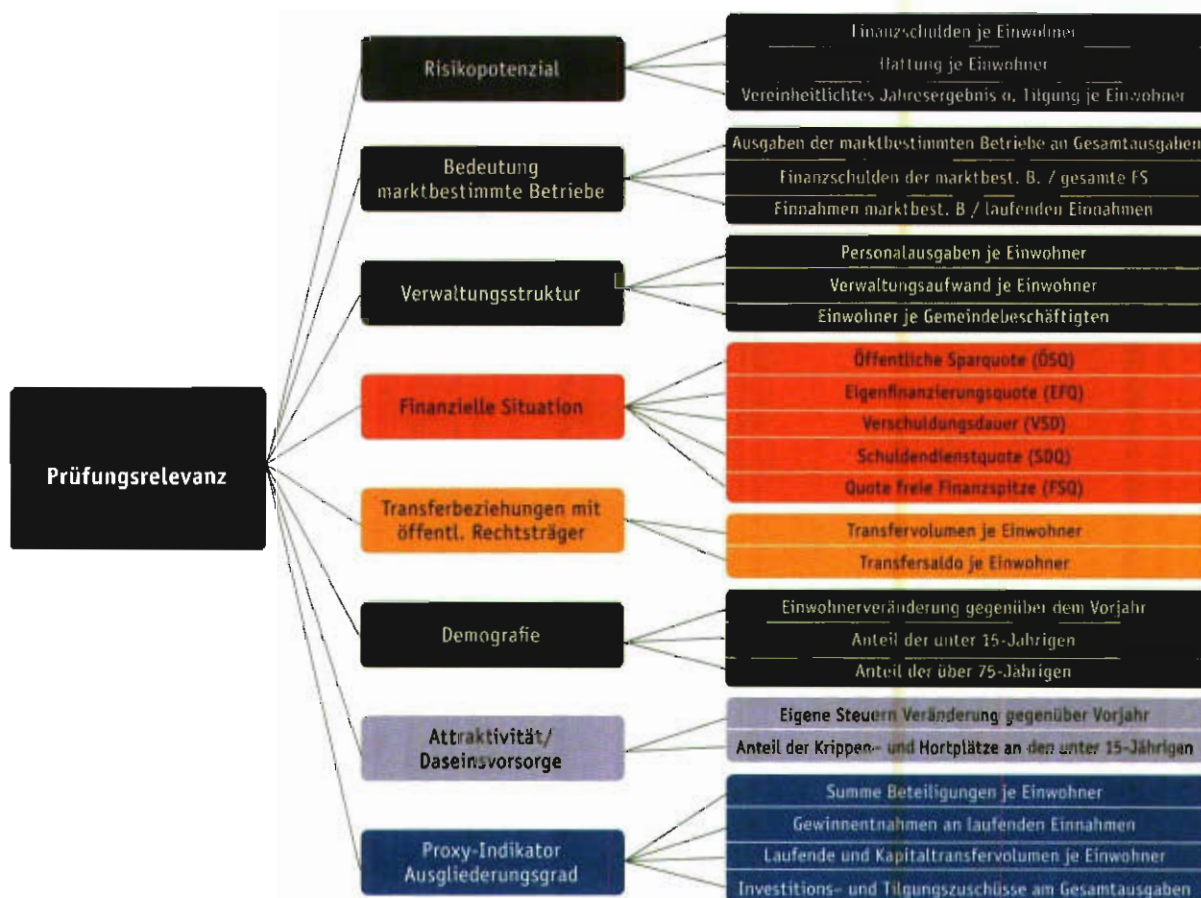 Prüfungsrelevanz
Risikopotenzial
Finanzschulden je Einwohner
Haftung je Einwohner
Vereinheitlichtes Jahresergebnis o. Tilgung je Einwohner
Bedeutung
marktbestimmte Betriebe
Ausgaben der marktbestimmten Betriebe an Gesamtausgaben
Finanzschulden der marktbest. B. / gesamte FS
Einnahmen marktbest. B / laufenden Einnahmen
Verwaltungsstruktur
Personalausgaben je Einwohner
Verwaltungsaufwand je Einwohner
Einwohner je Gemeindebeschäftigten
Finanzielle Situation
Öffentliche Sparquote (ÖSQ)
Eigenfinanzierungsquote (EFQ)
Verschuldungsdauer (VSD)
Schuldendienstquote (SDQ)
Quote freie Finanzspitze (FSQ)
Transferbeziehungen mit
öffentl. Rechtsträger
Transfervolumen je Einwohner
Transfersaldo je Einwohner
Demografie
Einwohnerveränderung gegenüber dem Vorjahr
Anteil der unter 15-Jährigen
Anteil der über 75-Jährigen
Attraktivität/
Daseinsvorsorge
Eigene Steuern Veränderung gegenüber Vorjahr
Anteil der Krippen- und Hortplätze an den unter 15-Jährigen
Proxy-Indikator
Ausgliederungsgrad
Summe Beteiligungen je Einwohner
Gewinnentnahmen an laufenden Einnahmen
Laufende und Kapitaltransfervolumen je Einwohner
Investitions- und Tilgungszuschüsse am Gesamtausgaben